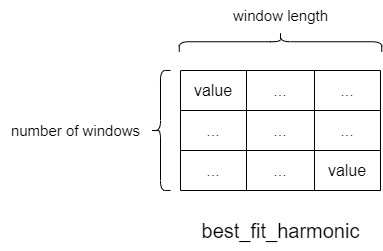 window length
number of windows
value ... ...
... ... ...
... ... value
best_fit_harmonic